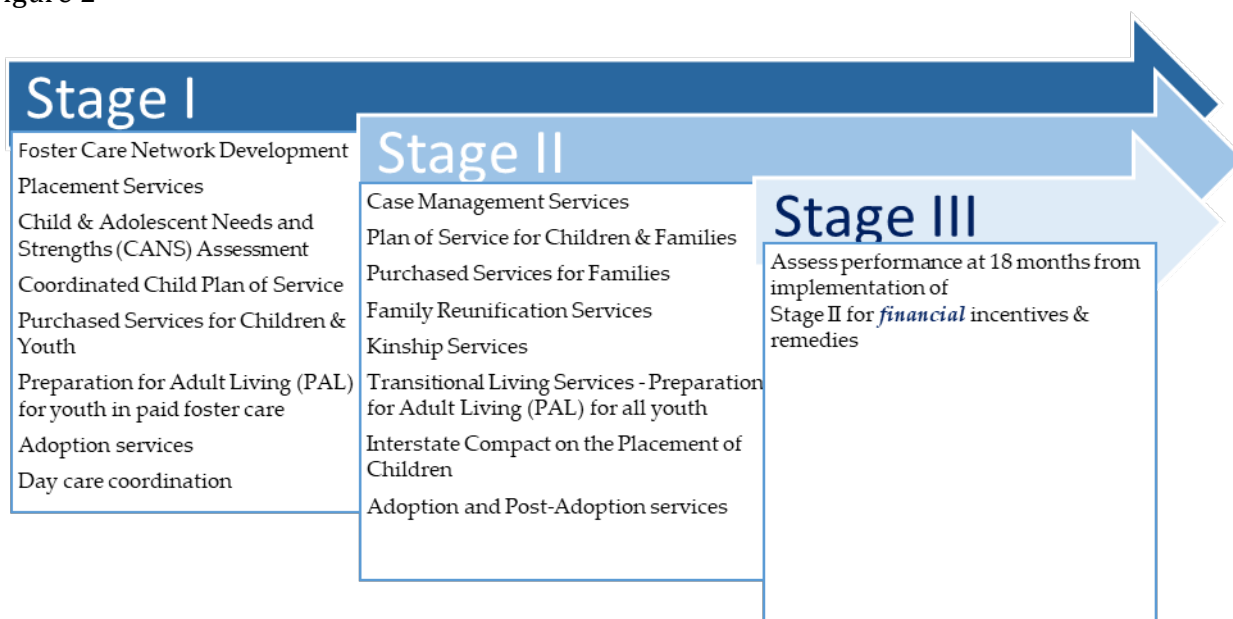 Stage I
Foster Care Network Development
Placement Services
Child & Adolescent Needs and
Strengths (CANS) Assessment
Coordinated Child Plan of Service
Purchased Services for Children &
Youth
Preparation for Adult Living (PAL)
for youth in paid foster care
Adoption services
Day care coordination
Stage II
Case Management Services
Plan of Service for Children & Families
Purchased Services for Families
Family Reunification Services
Kinship Services
Transitional Living Services - Preparation
for Adult Living (PAL) for all youth
Interstate Compact on the Placement of
Children
Adoption and Post-Adoption services
Stage III
Assess performance at 18 months from
implementation of
Stage II for financial incentives &
remedies